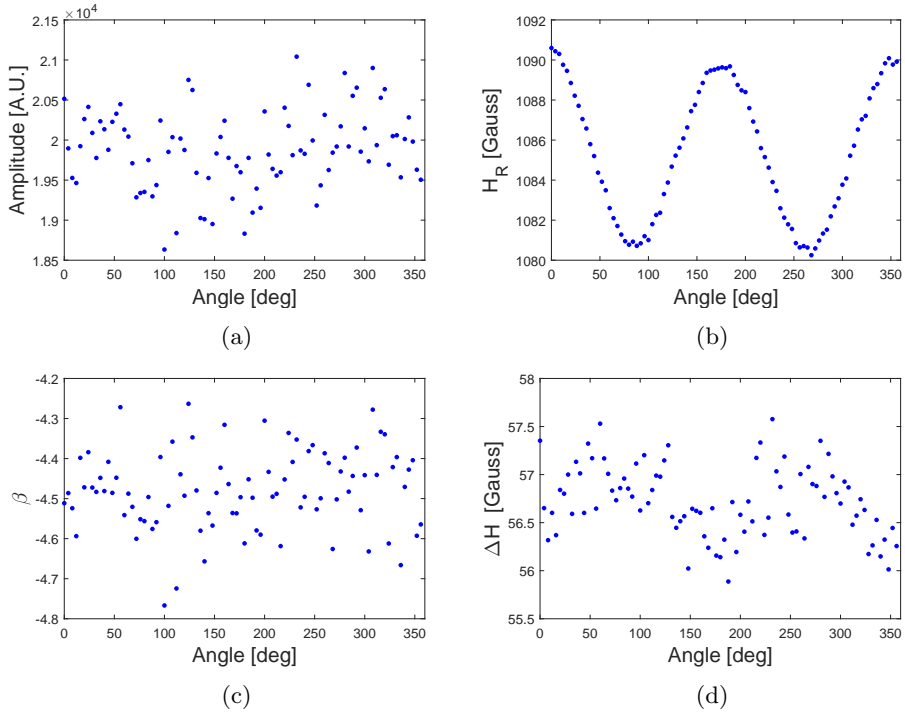 2.15 ×10⁴
2.1
2.05
2
1.95
1.9
1.85
Amplitude [A.U.]
0 50 100 150 200 250 300 350
Angle [deg]
(a)
1092
1090
1088
1086
1084
1082
1080
H_R [Gauss]
0 50 100 150 200 250 300 350
Angle [deg]
(b)
-4.2
-4.3
-4.4
-4.5
-4.6
-4.7
-4.8
β
0 50 100 150 200 250 300 350
Angle [deg]
(c)
58
57.5
57
56.5
56
55.5
ΔH [Gauss]
0 50 100 150 200 250 300 350
Angle [deg]
(d)